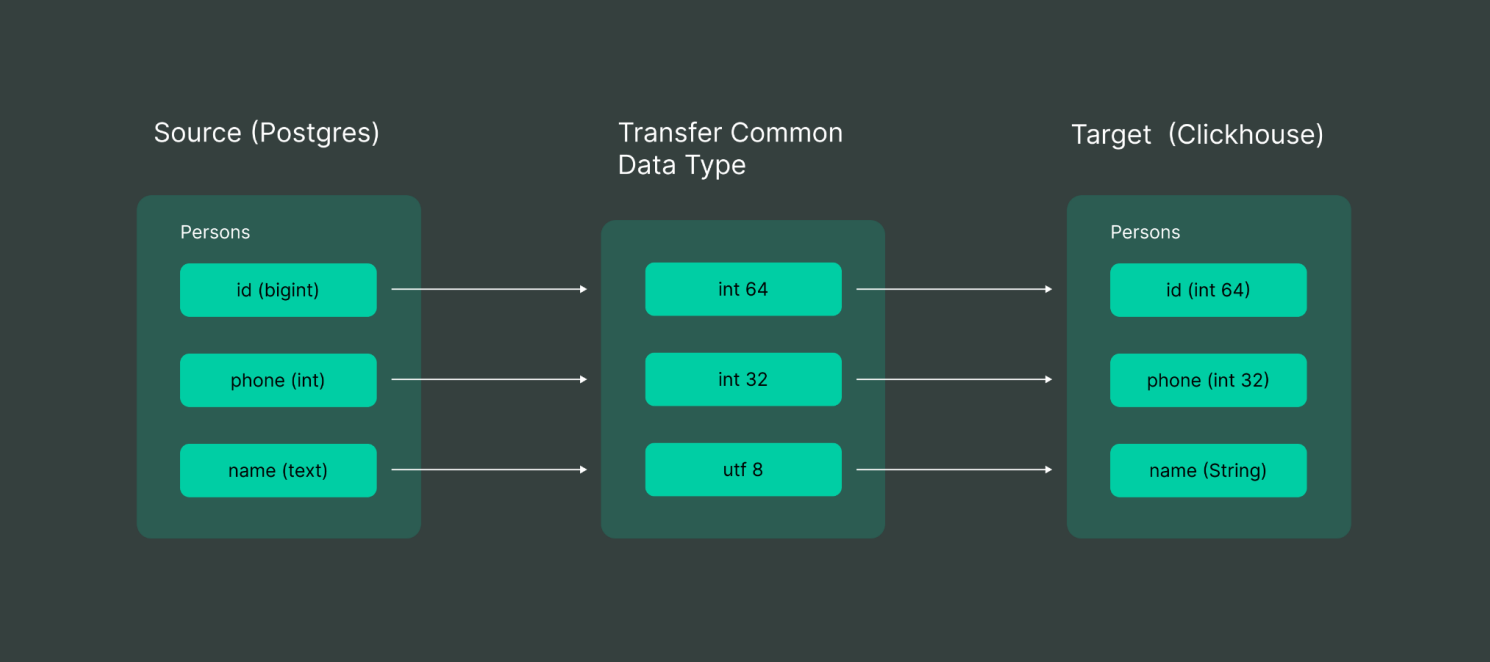 Source (Postgres)
Persons
id (bigint)
phone (int)
name (text)
Transfer Common
Data Type
int 64
int 32
utf 8
Target (Clickhouse)
Persons
id (int 64)
phone (int 32)
name (String)